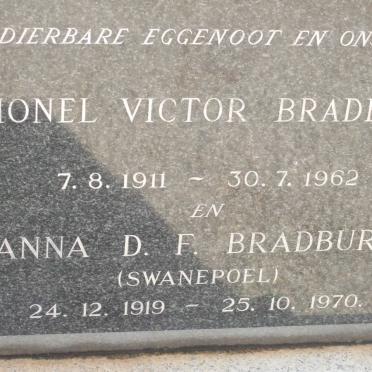 DIERBARE EGGENOOT EN ON
IONEL VICTOR BRAD
7. 8. 1911 ~ 30. 7. 1962
EN
ANNA D. F. BRADBUR
(SWANEPOEL)
24. 12. 1919 ~ 25. 10. 1970.